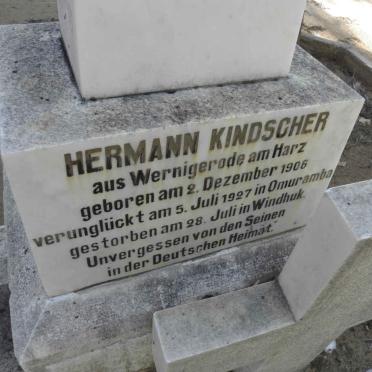 HERMANN KINDSCHER
aus Wernigerode am Harz
geboren am 2. Dezember 1906
verunglückt am 5. Juli 1927 in Omuramba
gestorben am 28. Juli in Windhuk.
Unvergessen von den Seinen
in der Deutschen Heimat.